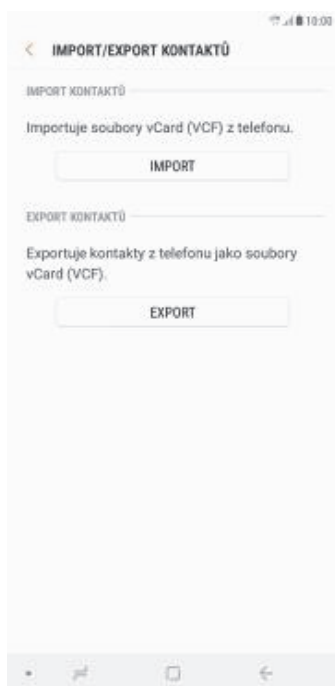 10:00
IMPORT/EXPORT KONTAKTŮ
IMPORT KONTAKTŮ
Importuje soubory vCard (VCF) z telefonu.
IMPORT
EXPORT KONTAKTŮ
Exportuje kontakty z telefonu jako soubory
vCard (VCF).
EXPORT